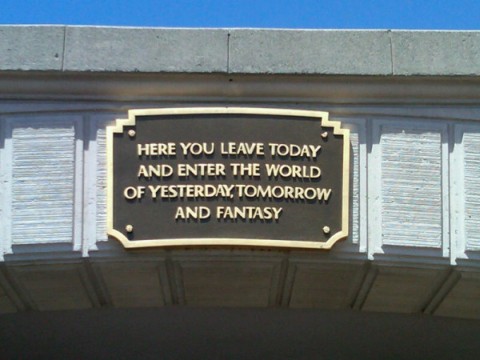 HERE YOU LEAVE TODAY
AND ENTER THE WORLD
OF YESTERDAY, TOMORROW
AND FANTASY